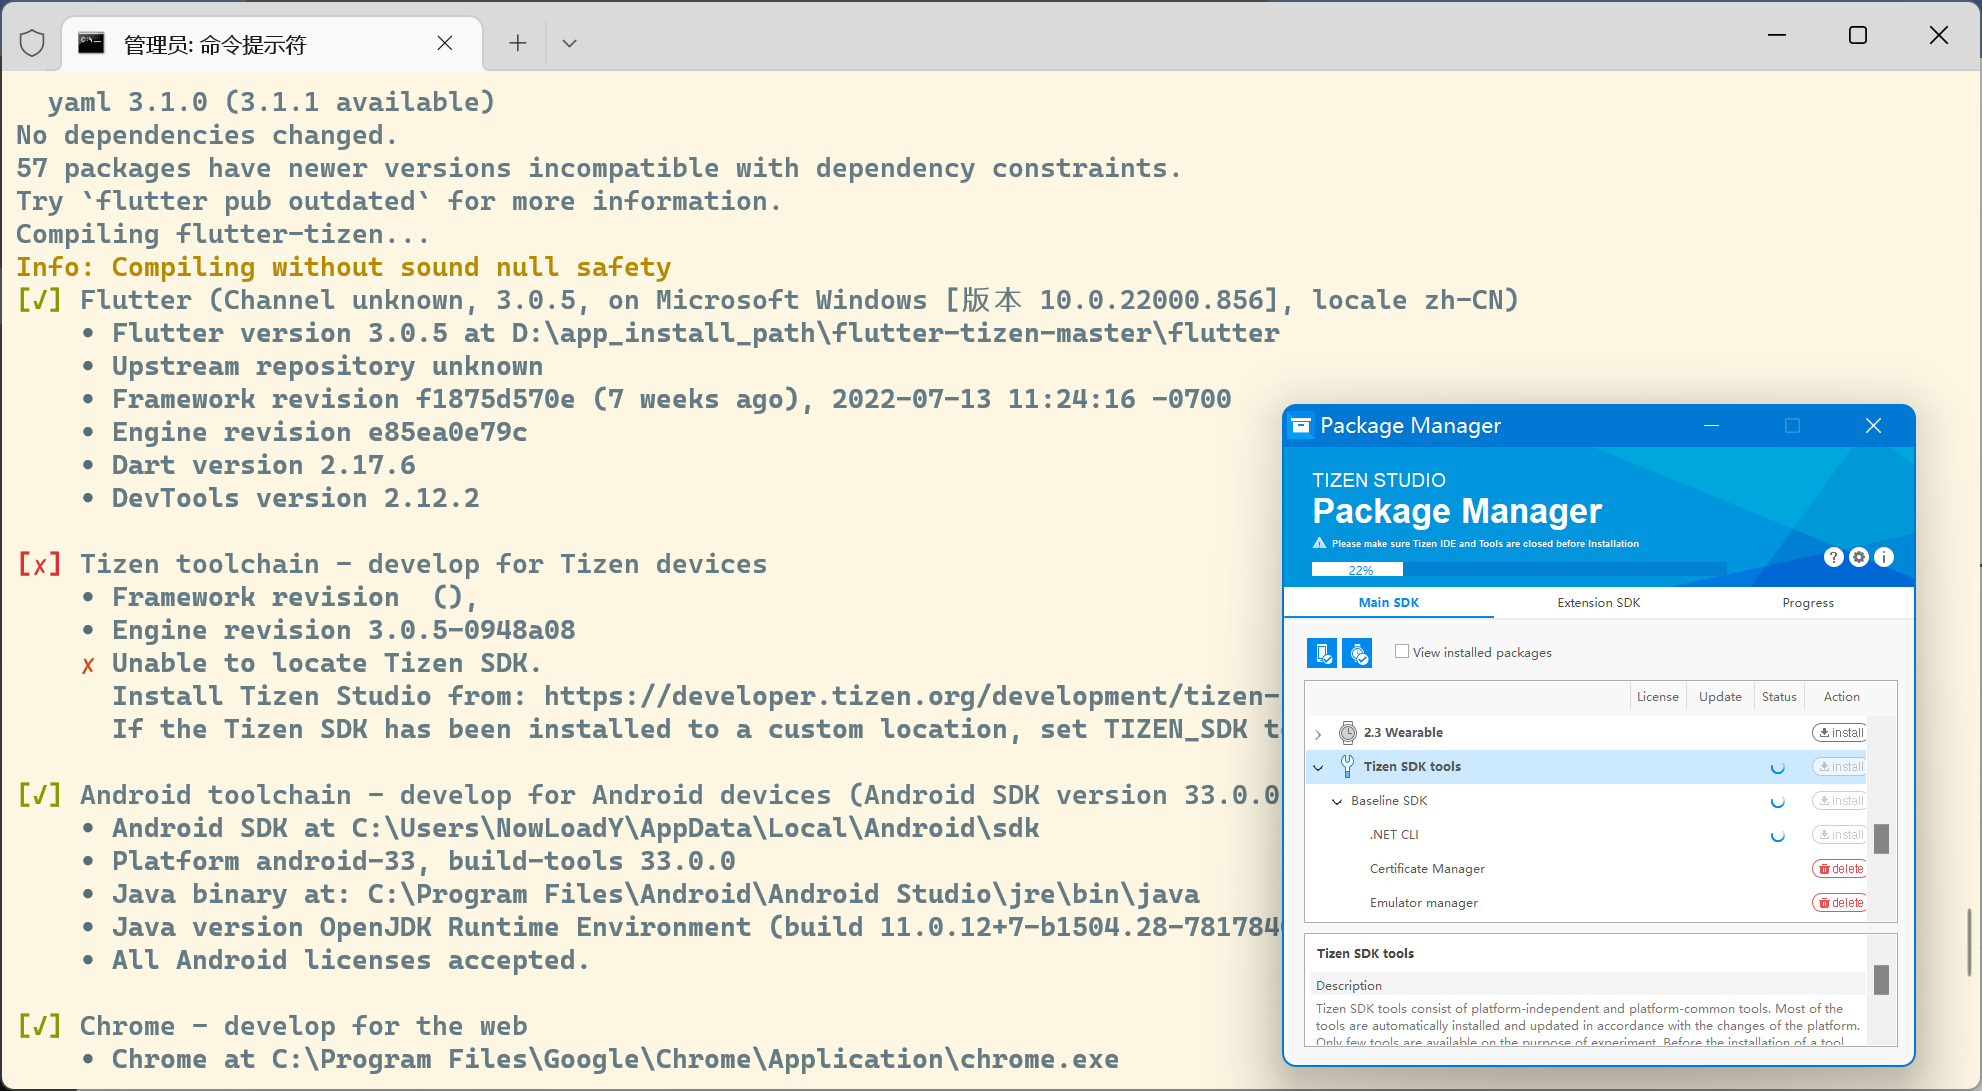 管理员: 命令提示符
yaml 3.1.0 (3.1.1 available)
No dependencies changed.
57 packages have newer versions incompatible with dependency constraints.
Try `flutter pub outdated` for more information.
Compiling flutter-tizen...
Info: Compiling without sound null safety
[√] Flutter (Channel unknown, 3.0.5, on Microsoft Windows [版本 10.0.22000.856], locale zh-CN)
• Flutter version 3.0.5 at D:\app_install_path\flutter-tizen-master\flutter
• Upstream repository unknown
• Framework revision f1875d570e (7 weeks ago), 2022-07-13 11:24:16 -0700
• Engine revision e85ea0e79c
• Dart version 2.17.6
• DevTools version 2.12.2
[✗] Tizen toolchain - develop for Tizen devices
• Framework revision  (),
• Engine revision 3.0.5-0948a08
✗ Unable to locate Tizen SDK.
Install Tizen Studio from: https://developer.tizen.org/development/tizen-
If the Tizen SDK has been installed to a custom location, set TIZEN_SDK
[√] Android toolchain - develop for Android devices (Android SDK version 33.0.0
• Android SDK at C:\Users\NowLoadY\AppData\Local\Android\sdk
• Platform android-33, build-tools 33.0.0
• Java binary at: C:\Program Files\Android\Android Studio\jre\bin\java
• Java version OpenJDK Runtime Environment (build 11.0.12+7-b1504.28-781784
• All Android licenses accepted.
[√] Chrome - develop for the web
• Chrome at C:\Program Files\Google\Chrome\Application\chrome.exe
Package Manager
TIZEN STUDIO
Package Manager
Please make sure Tizen IDE and Tools are closed before Installation
22%
Main SDK Extension SDK Progress
View installed packages
License Update Status Action
2.3 Wearable install
Tizen SDK tools install
Baseline SDK install
.NET CLI install
Certificate Manager delete
Emulator manager delete
Tizen SDK tools
Description
Tizen SDK tools consist of platform-independent and platform-common tools. Most of the
tools are automatically installed and updated in accordance with the changes of the platform.
Only few tools are available on the purpose of experiment. Before the installation of a tool